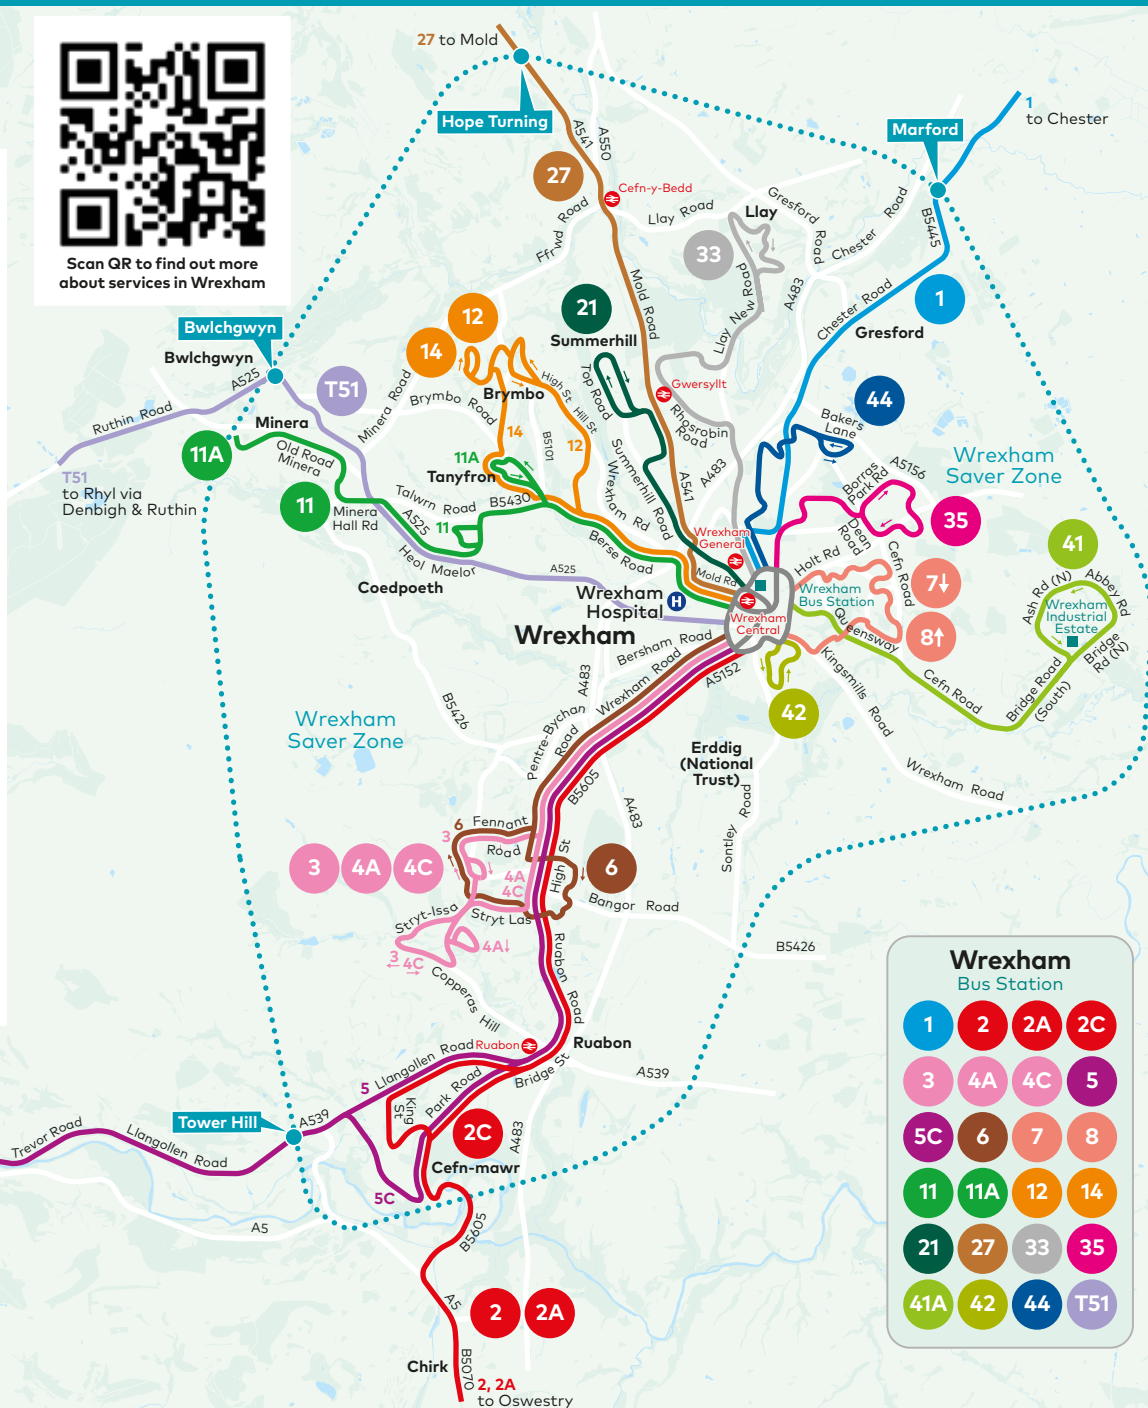 27 to Mold
Scan QR to find out more
about services in Wrexham
Hope Turning
A541
A550
1
to Chester
Marford
27
Cefn-y-Bedd
Ffrwd Road
Llay Road
Llay
Gresford
Road
Chester
Road
B5445
33
Mold Road
Llay New Road
A483
Chester Road
1
Gresford
Bwlchgwyn
Bwlchgwyn
A525
12
14
21
Summerhill
T51
Minera Road
Brymbo Road
Brymbo
High St
Hill St
Top Road
Gwersyllt
Rhosrobin
Road
A483
44
Bakers
Lane
Ruthin Road
Minera
Old Road
Minera
11A
T51
to Rhyl via
Denbigh & Ruthin
11
Minera
Hall Rd
14
B5101
12
11A
Tanyfron
Talwrn Road
B5430
11
A525
Heol Maelor
Wrexham Rd
Summerhill Road
A541
Berse Road
A525
Borras
Park Rd
A5156
Wrexham
Saver Zone
35
Dean
Road
Cefn Road
Holt Rd
Wrexham
General
Mold Rd
Wrexham
Bus Station
Wrexham
Central
7↓
8↑
41
Ash Rd (N)
Abbey Rd
Wrexham
Industrial
Estate
Bridge
Rd (N)
Bridge Road
(South)
Coedpoeth
Wrexham
Hospital
H
Wrexham
Queensway
Cefn Road
Kingsmills
Road
Wrexham Road
42
Bersham Road
Wrexham Road
A5152
A483
B5426
Pentre-Bychan
Road
B5605
A483
Wrexham
Saver Zone
Erddig
(National
Trust)
Sontley
Road
6
Fennant
Road
3
3
4A
4C
4A
4C
High St
6
Bangor Road
B5426
Stryt-Issa
Stryt Las
4A↓
3
4C
Copperas Hill
Ruabon Road
Ruabon
Ruabon
Bridge St
A539
5
Llangollen Road
King
St
Park Road
A483
Tower Hill
A539
Trevor Road
Llangollen Road
2C
Cefn-mawr
5C
A5
B5605
A5
2
2A
Chirk
B5070
2, 2A
to Oswestry
Wrexham
Bus Station
1
2
2A
2C
3
4A
4C
5
5C
6
7
8
11
11A
12
14
21
27
33
35
41A
42
44
T51